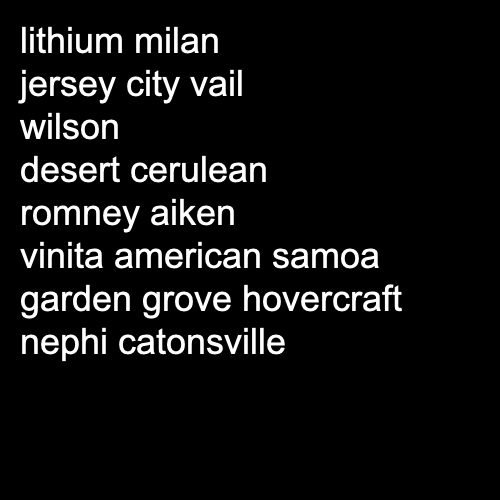 lithium milan
jersey city vail
wilson
desert cerulean
romney aiken
vinita american samoa
garden grove hovercraft
nephi catonsville